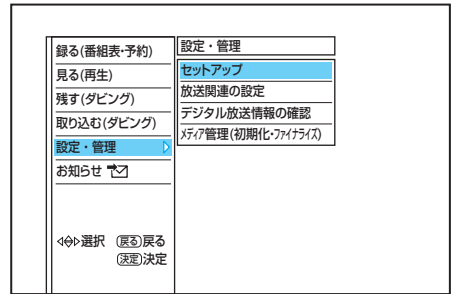 録る(番組表･予約)
見る(再生)
残す(ダビング)
取り込む(ダビング)
設定・管理
お知らせ
選択 戻る戻る
決定決定
設定・管理
セットアップ
放送関連の設定
デジタル放送情報の確認
メディア管理(初期化･ファイナライズ)